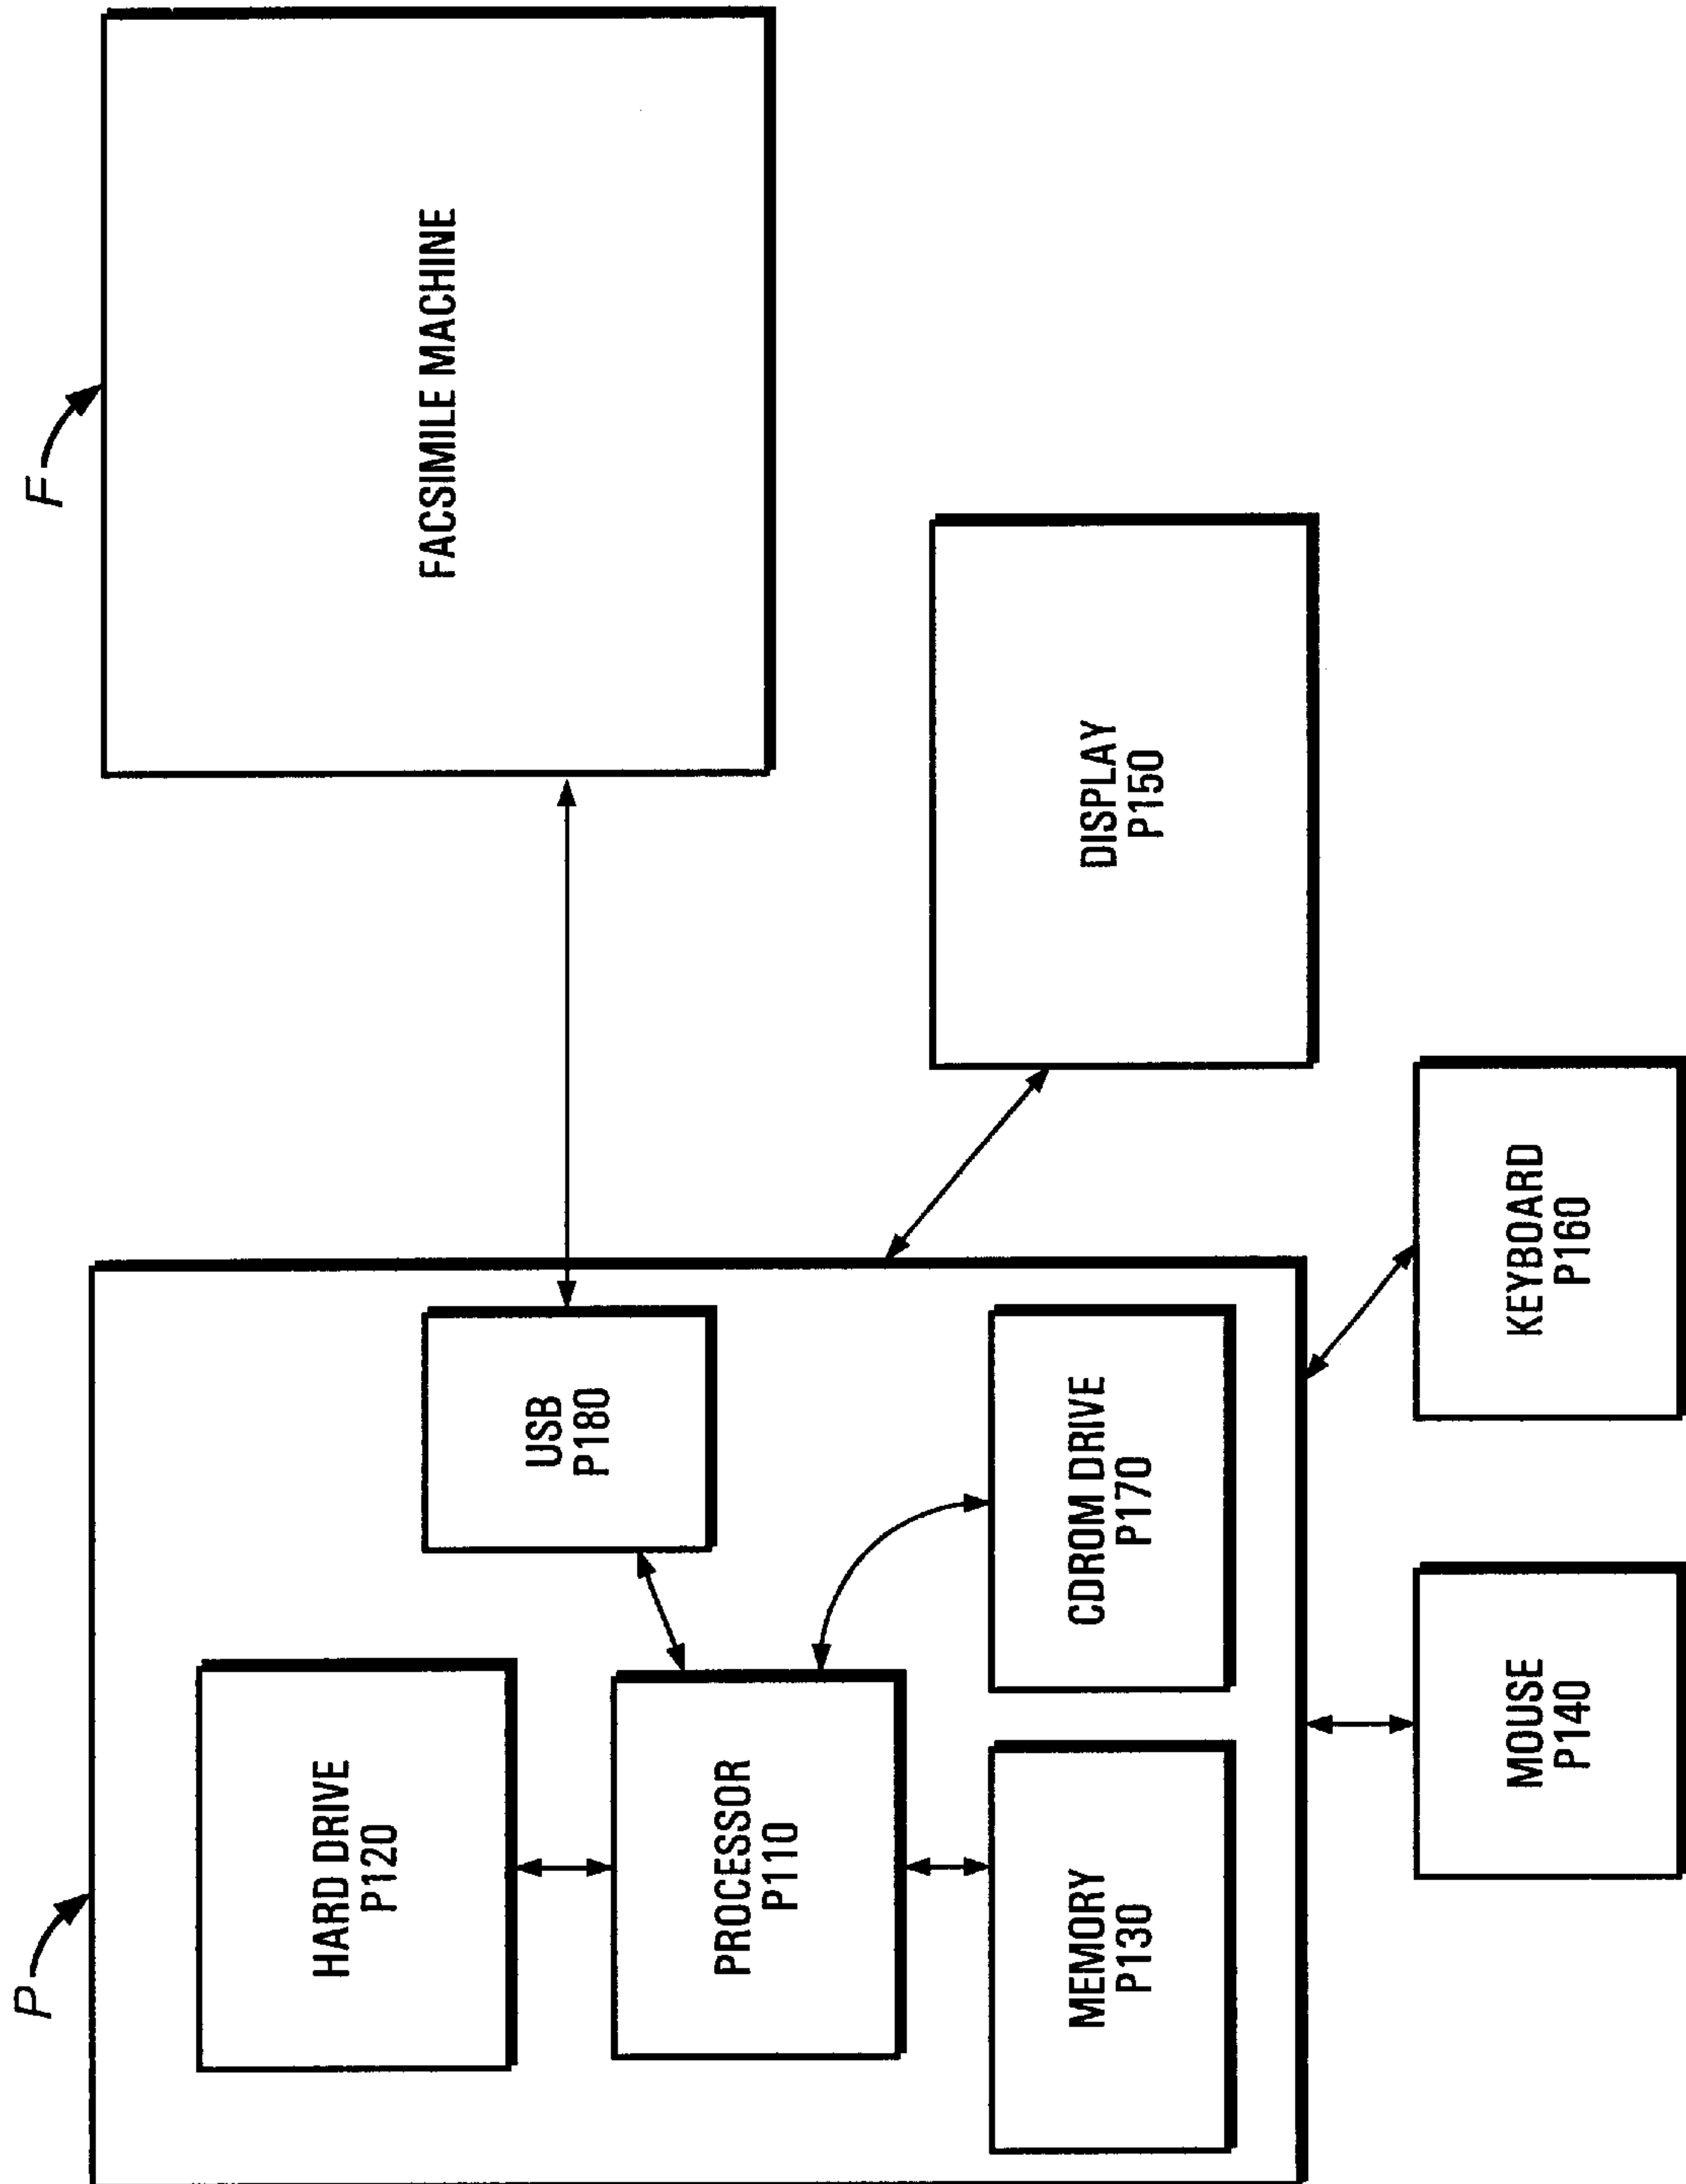 P
F
HARD DRIVE
P120
PROCESSOR
P110
MEMORY
P130
USB
P180
CDROM DRIVE
P170
FACSIMILE MACHINE
DISPLAY
P150
MOUSE
P140
KEYBOARD
P160